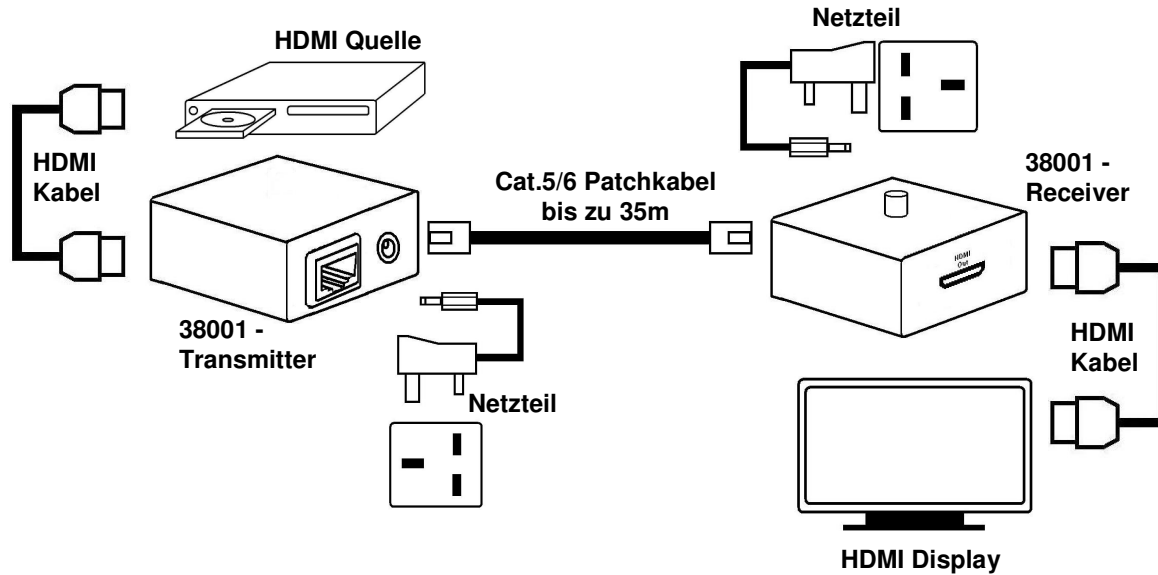 HDMI Quelle
Netzteil
HDMI
Kabel
Cat.5/6 Patchkabel
bis zu 35m
38001 -
Receiver
HDMI
Out
38001 -
Transmitter
Netzteil
HDMI
Kabel
HDMI Display